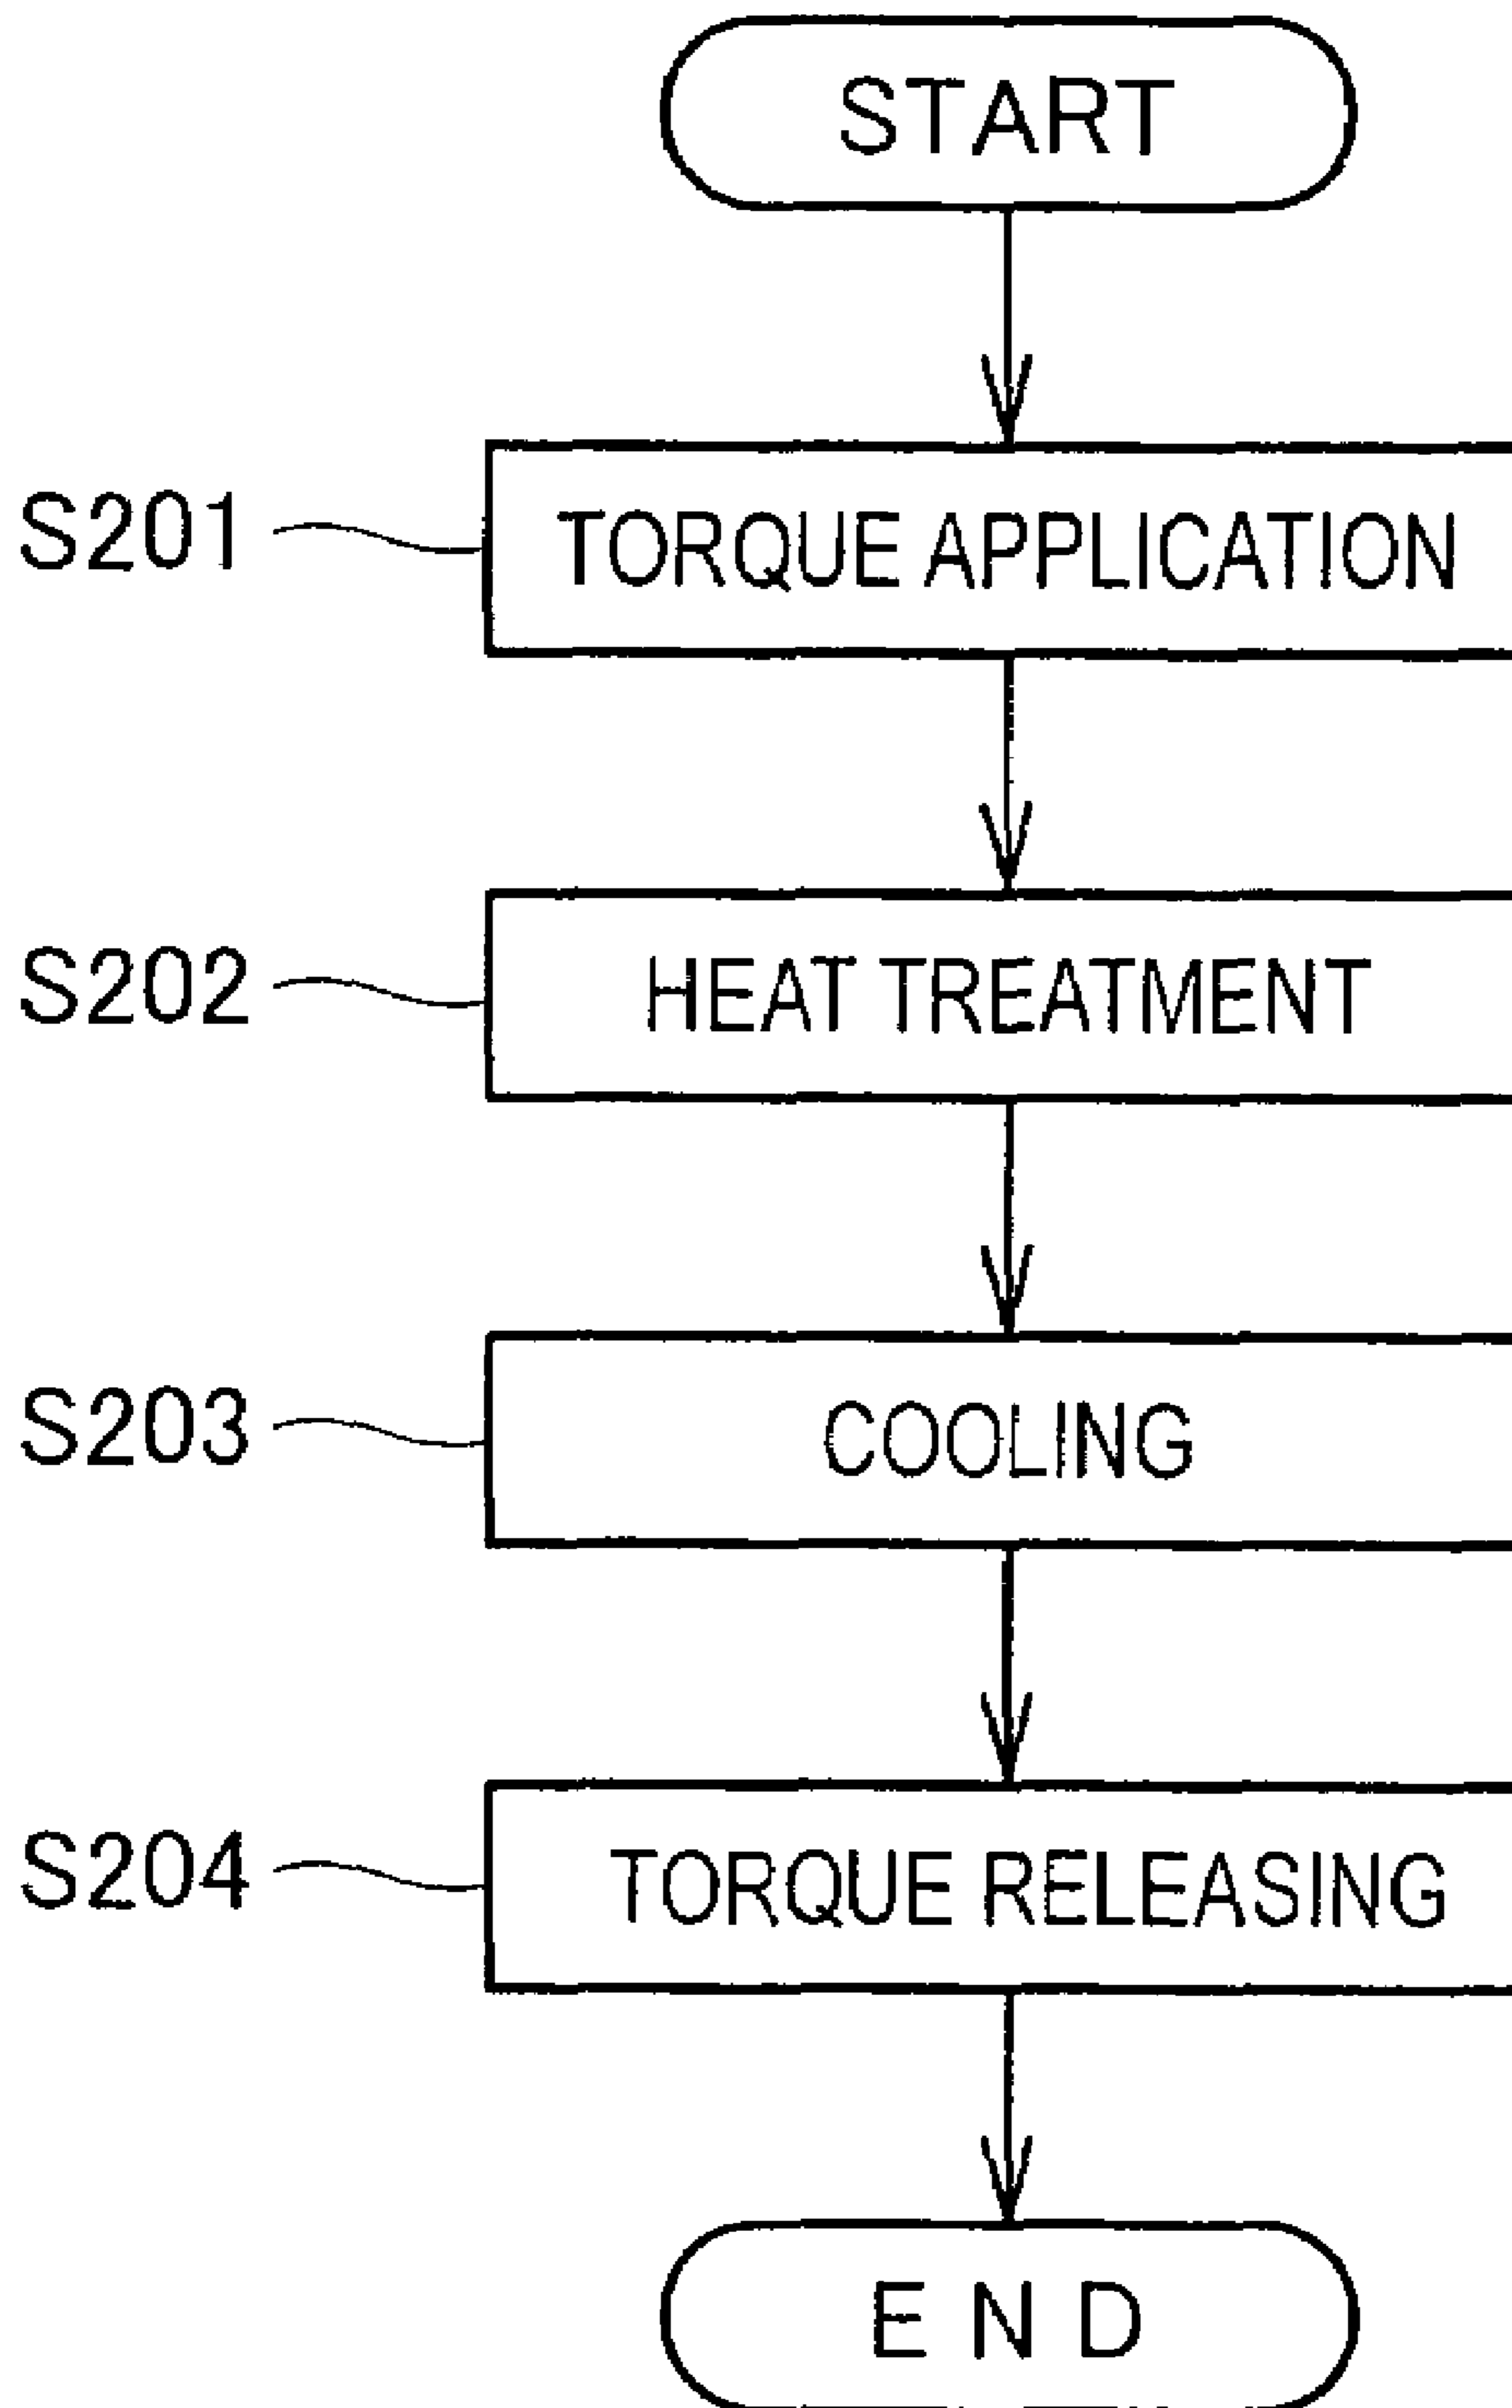 START
S201 TORQUE APPLICATION
S202 HEAT TREATMENT
S203 COOLING
S204 TORQUE RELEASING
END